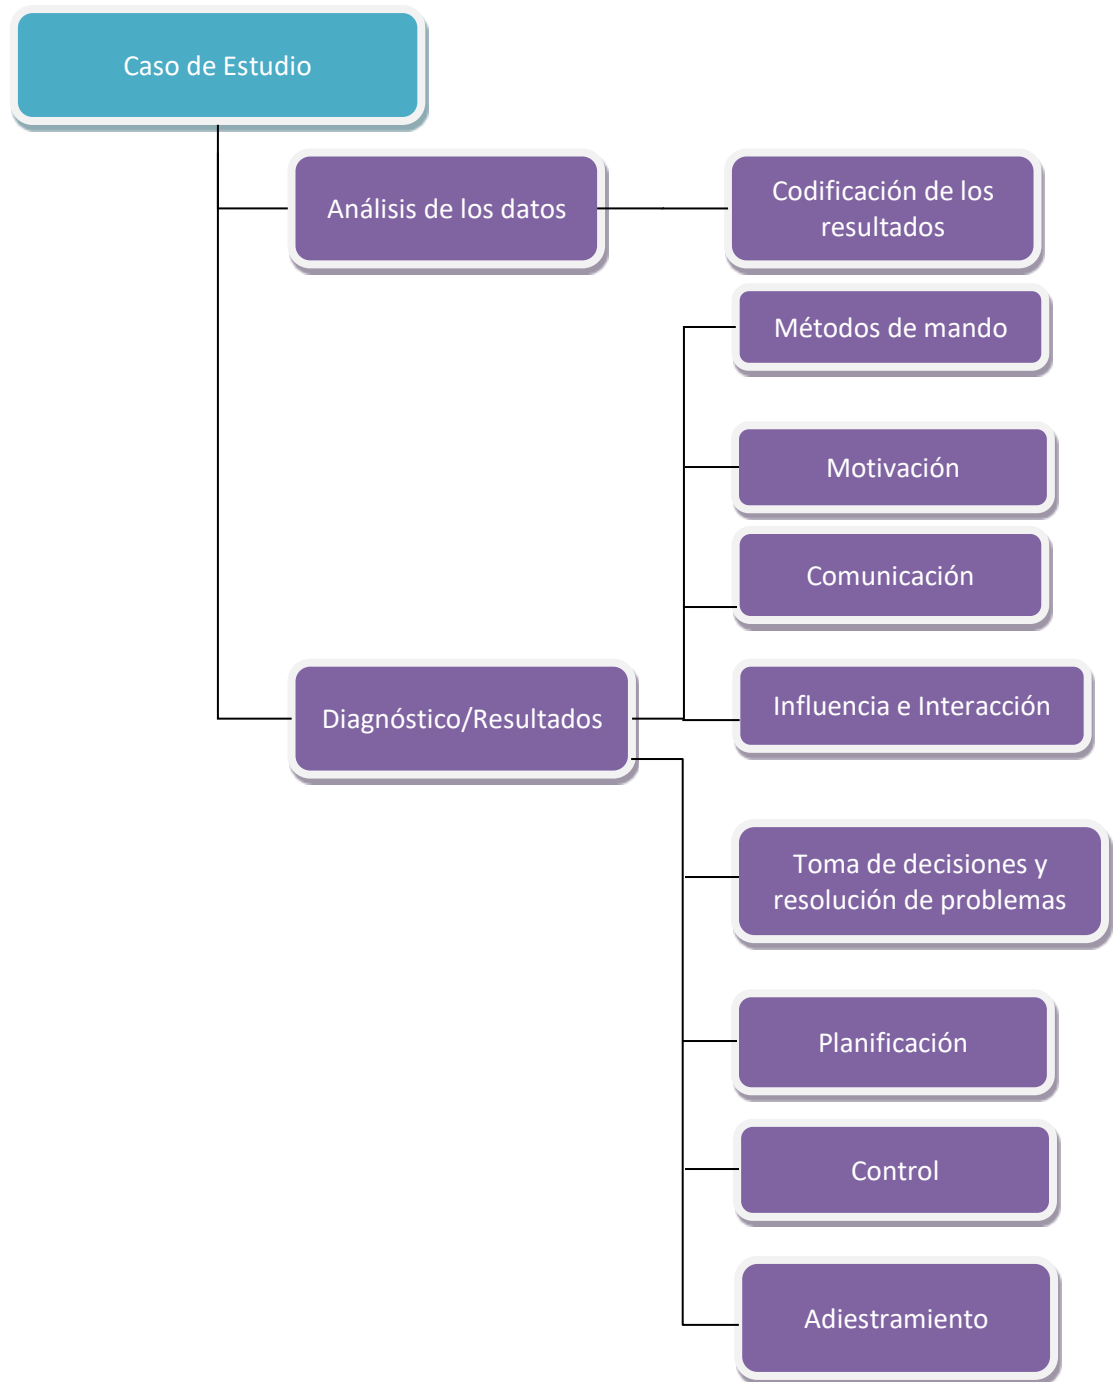 Caso de Estudio
Análisis de los datos
Codificación de los
resultados
Métodos de mando
Motivación
Comunicación
Diagnóstico/Resultados
Influencia e Interacción
Toma de decisiones y
resolución de problemas
Planificación
Control
Adiestramiento